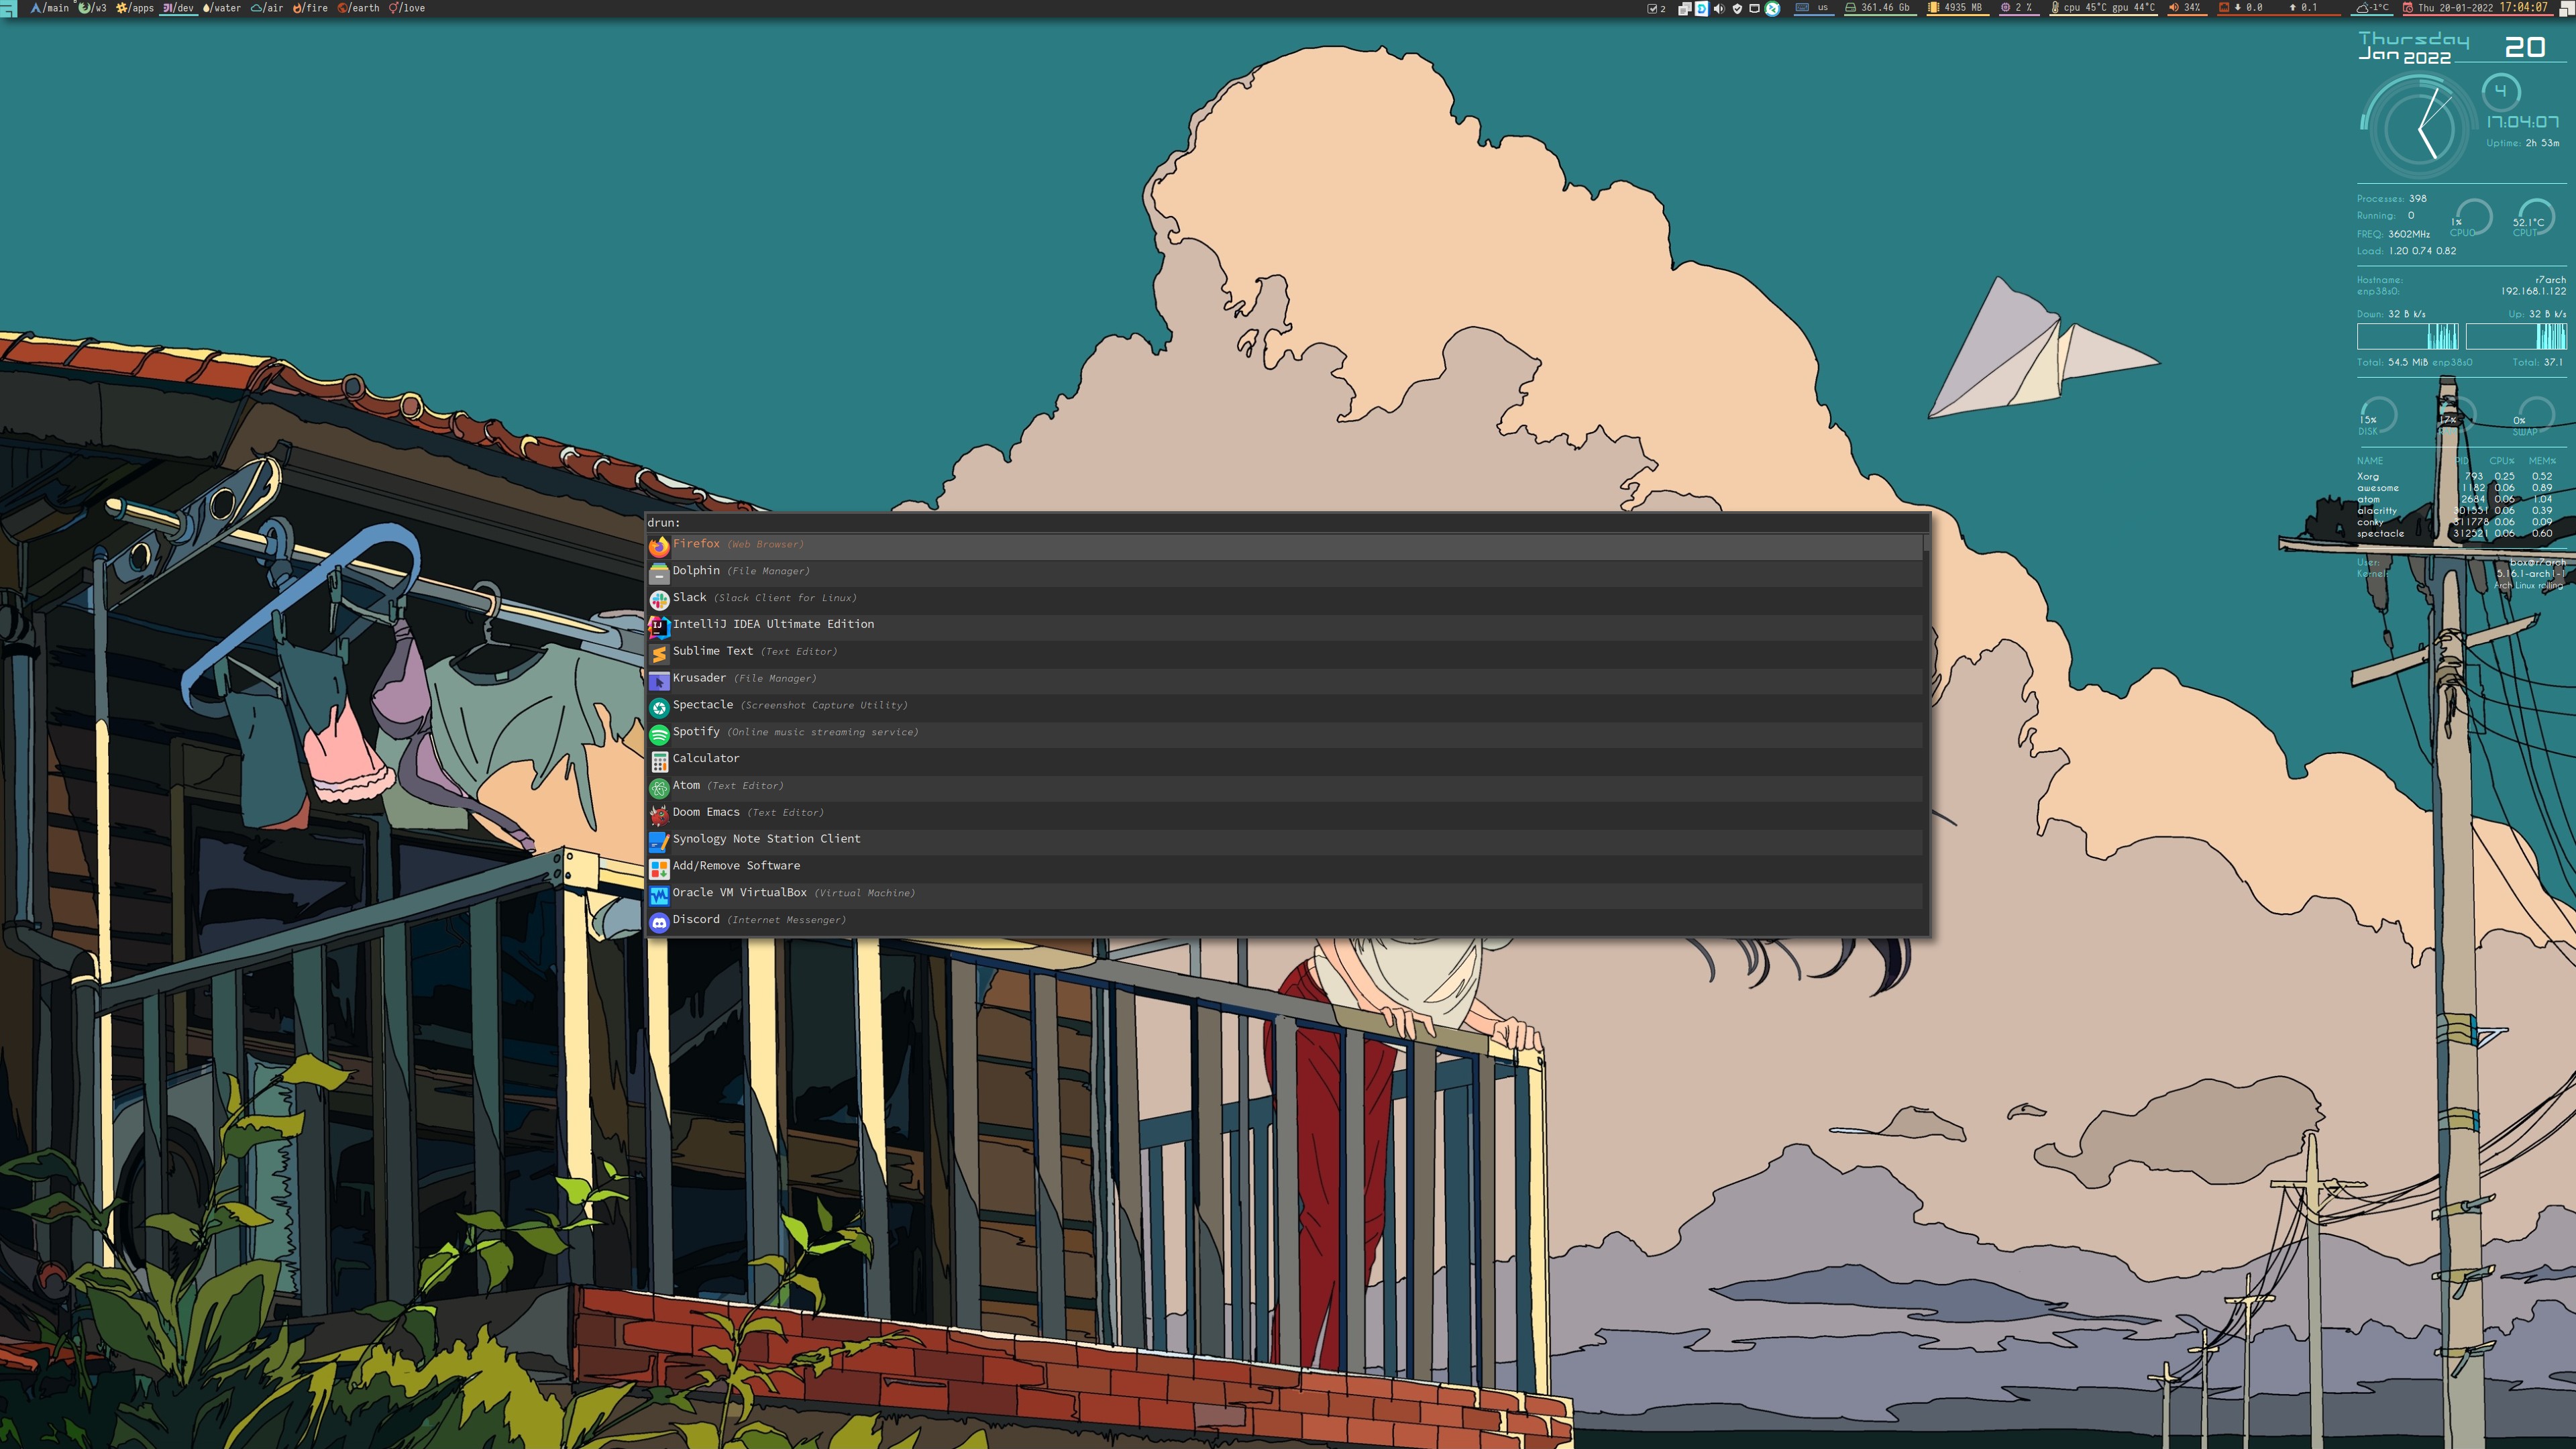 /main /w3 /apps /dev /water /air /fire /earth /love
2 us 361.46 Gb 4935 MB 2 % cpu 45°C gpu 44°C 34% 0.0 0.1 -1°C Thu 20-01-2022 17:04:07
Thursday 20
Jan 2022
4
17:04:07
Uptime: 2h 53m
Processes: 398
Running: 0
1% 52.1°C
FREQ: 3602MHz CPU0 CPUT
Load: 1.20 0.74 0.82
Hostname: r7arch
enp38s0: 192.168.1.122
Down: 32 B k/s Up: 32 B k/s
Total: 54.5 MiB enp38s0 Total: 37.1
15% 17% 0%
DISK SWAP
NAME PID CPU% MEM%
Xorg 793 0.25 0.52
awesome 1182 0.06 0.89
atom 2684 0.06 1.04
alacritty 301551 0.06 0.39
conky 311778 0.06 0.09
spectacle 312521 0.06 0.60
User: box@r7arch
Kernel: 5.16.1-arch1-1
Arch Linux rolling
drun:
Firefox (Web Browser)
Dolphin (File Manager)
Slack (Slack Client for Linux)
IntelliJ IDEA Ultimate Edition
Sublime Text (Text Editor)
Krusader (File Manager)
Spectacle (Screenshot Capture Utility)
Spotify (Online music streaming service)
Calculator
Atom (Text Editor)
Doom Emacs (Text Editor)
Synology Note Station Client
Add/Remove Software
Oracle VM VirtualBox (Virtual Machine)
Discord (Internet Messenger)